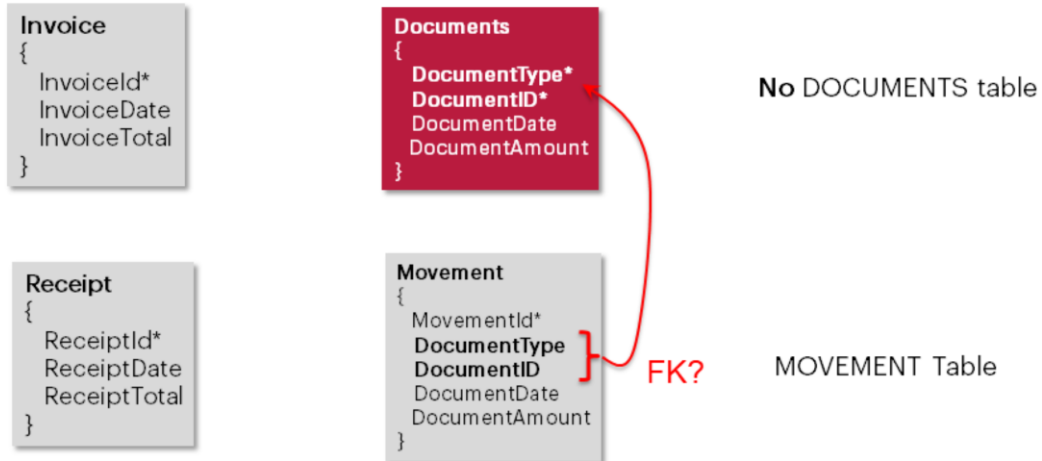 Invoice
{
InvoiceId*
InvoiceDate
InvoiceTotal
}
Documents
{
DocumentType*
DocumentID*
DocumentDate
DocumentAmount
}
No DOCUMENTS table
Receipt
{
ReceiptId*
ReceiptDate
ReceiptTotal
}
Movement
{
MovementId*
DocumentType
DocumentID
DocumentDate
DocumentAmount
}
FK?
MOVEMENT Table